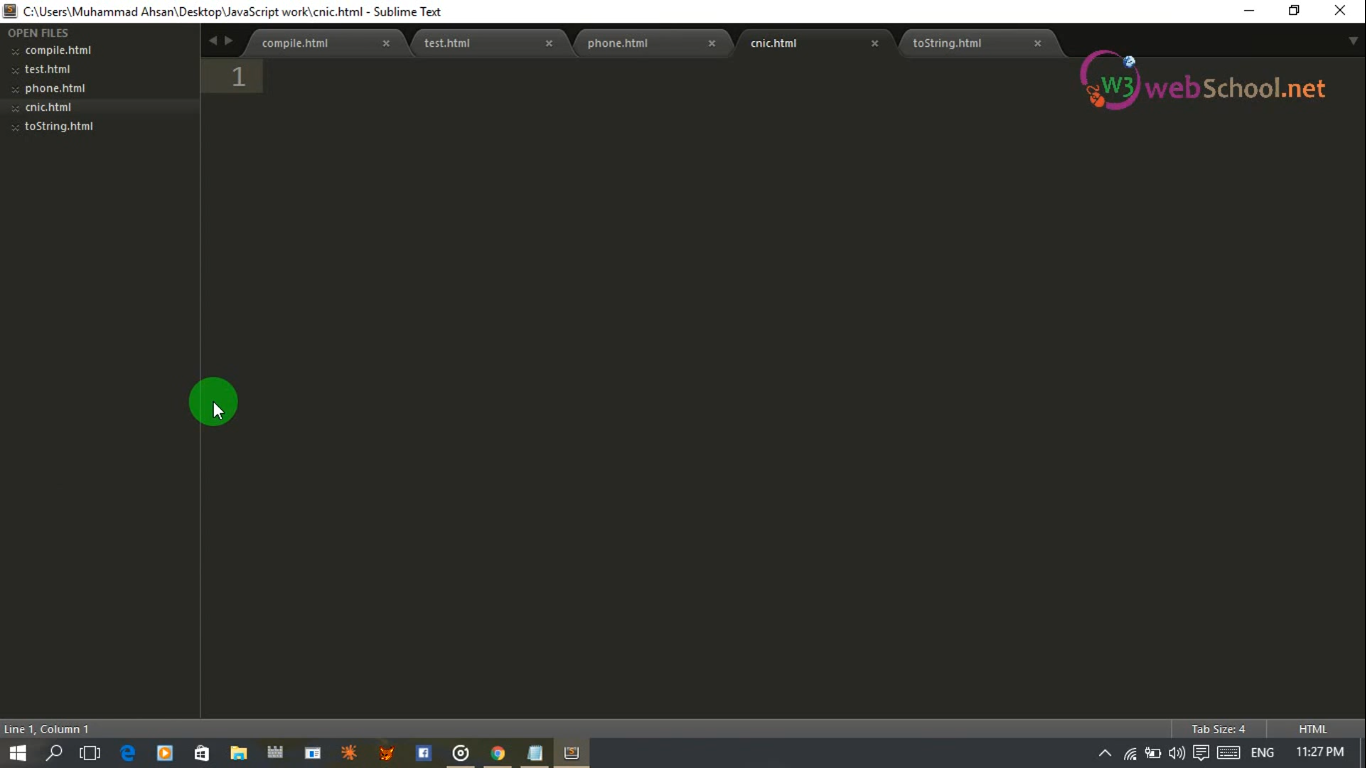 C:\Users\Muhammad Ahsan\Desktop\JavaScript work\cnic.html - Sublime Text
OPEN FILES
compile.html
test.html
phone.html
cnic.html
toString.html
compile.html
test.html
phone.html
cnic.html
toString.html
1
W3 webSchool.net
Line 1, Column 1
Tab Size: 4
HTML
ENG
11:27 PM